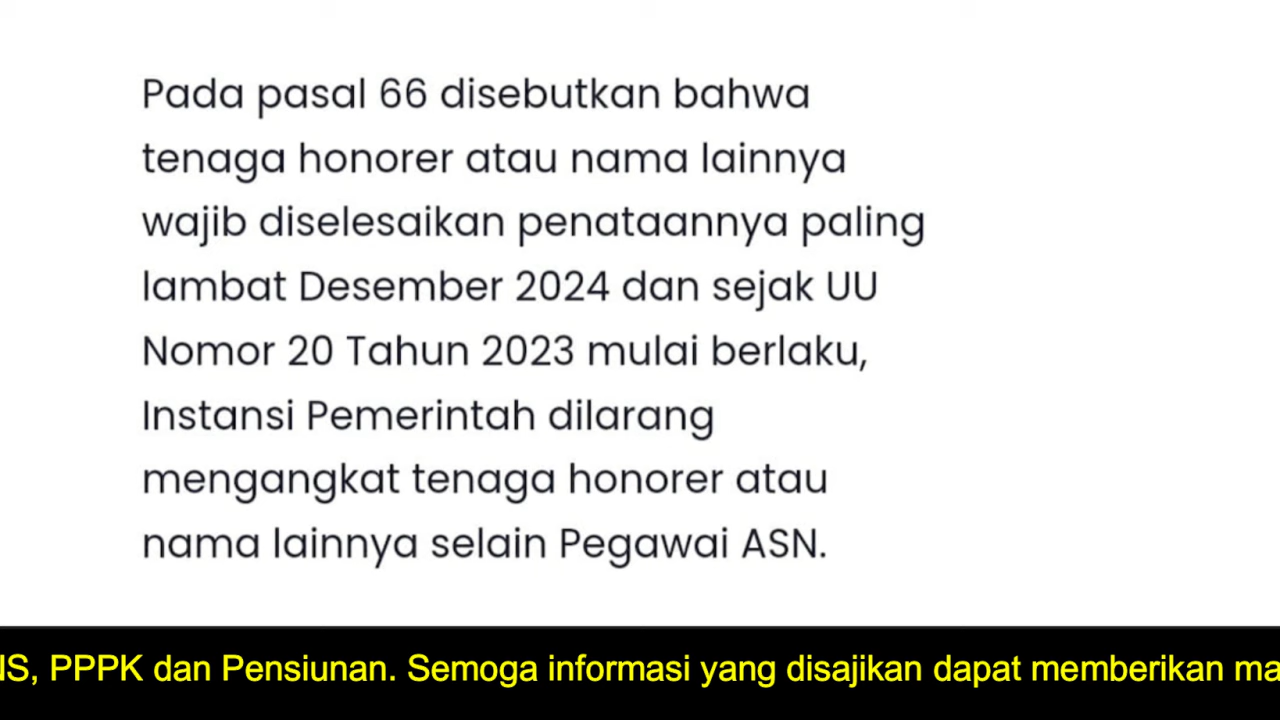 Pada pasal 66 disebutkan bahwa
tenaga honorer atau nama lainnya
wajib diselesaikan penataannya paling
lambat Desember 2024 dan sejak UU
Nomor 20 Tahun 2023 mulai berlaku,
Instansi Pemerintah dilarang
mengangkat tenaga honorer atau
nama lainnya selain Pegawai ASN.
PPPK dan Pensiunan. Semoga informasi yang disajikan dapat memberikan